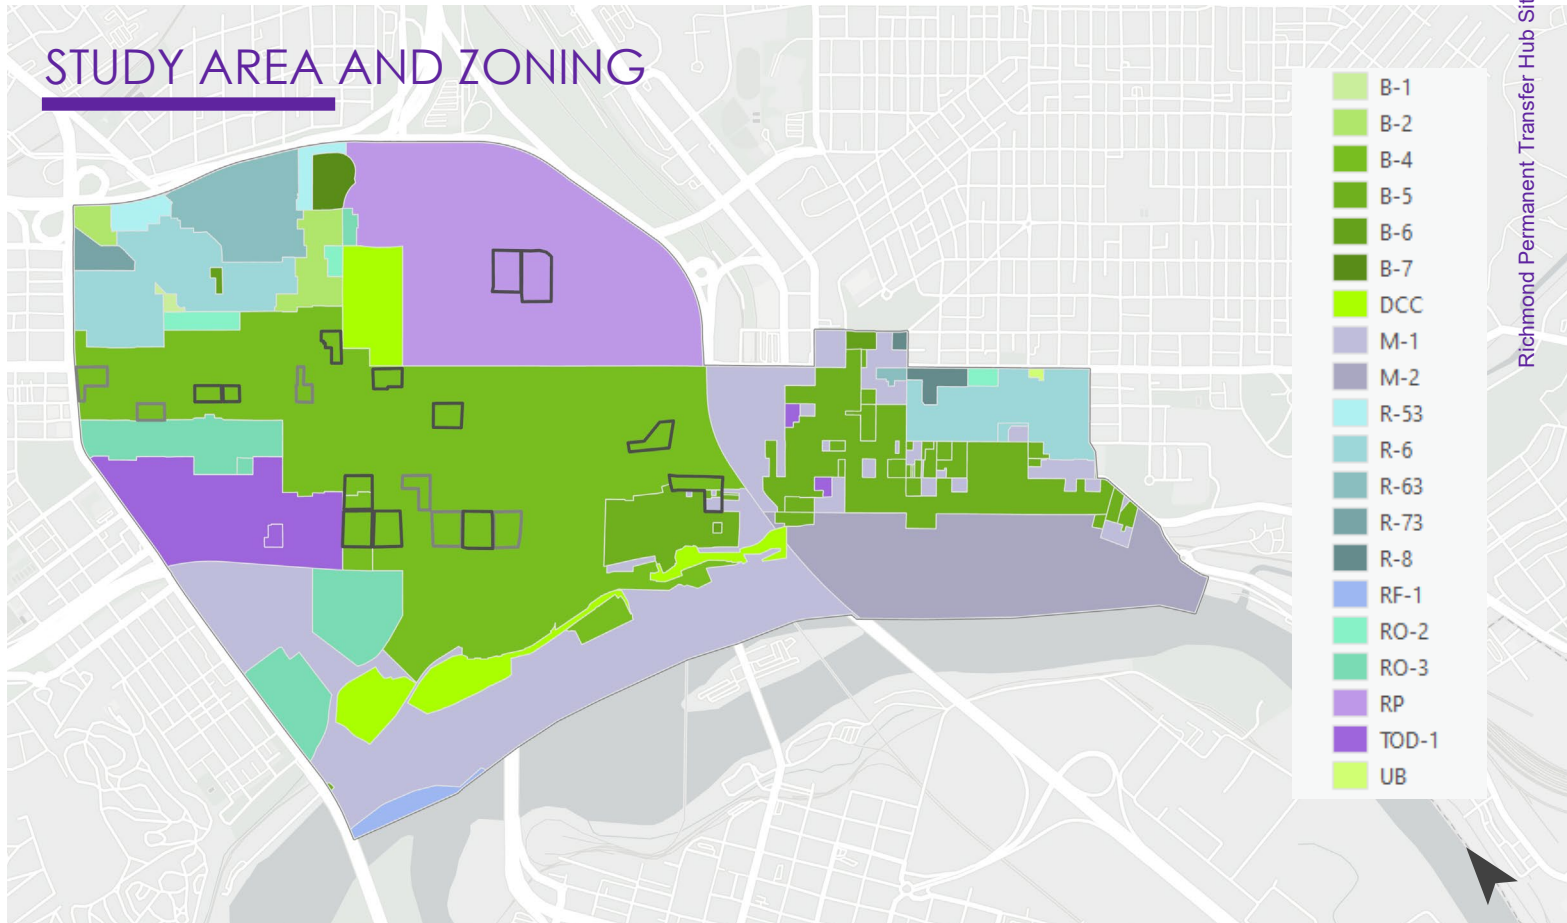 STUDY AREA AND ZONING
B-1
B-2
B-4
B-5
B-6
B-7
DCC
M-1
M-2
R-53
R-6
R-63
R-73
R-8
RF-1
RO-2
RO-3
RP
TOD-1
UB
Richmond Permanent Transfer Hub